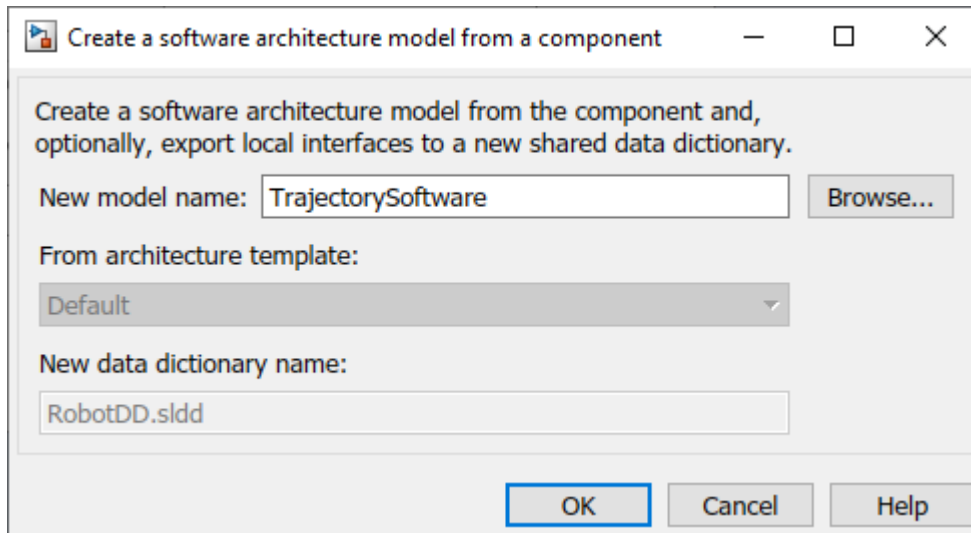 Create a software architecture model from a component
Create a software architecture model from the component and,
optionally, export local interfaces to a new shared data dictionary.
New model name: TrajectorySoftware Browse...
From architecture template:
Default
New data dictionary name:
RobotDD.sldd
OK Cancel Help